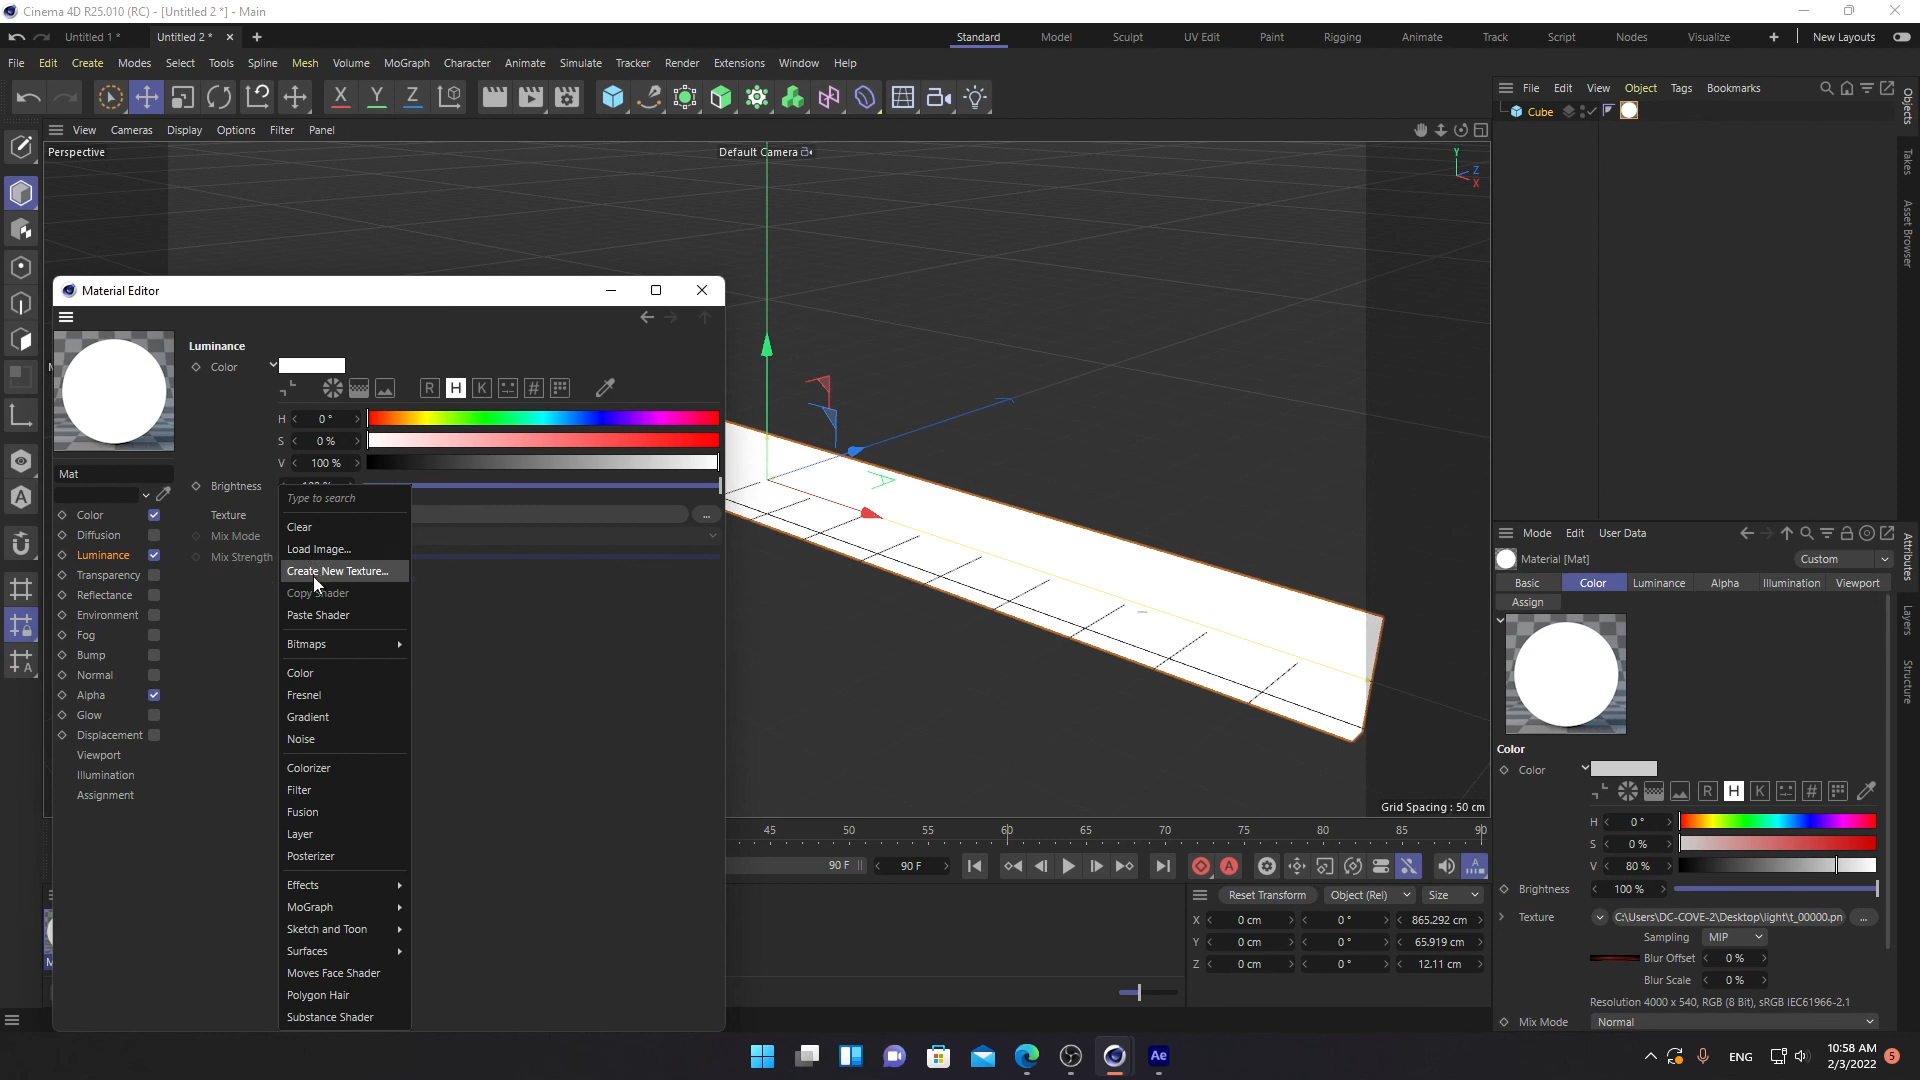 Cinema 4D R25.010 (RC) - [Untitled 2 *] - Main
Untitled 1 *
Untitled 2 *
Standard
Model
Sculpt
UV Edit
Paint
Rigging
Animate
Track
Script
Nodes
Visualize
New Layouts
File Edit Create Modes Select Tools Spline Mesh Volume MoGraph Character Animate Simulate Tracker Render Extensions Window Help
X Y Z
File Edit View Object Tags Bookmarks
Cube
View Cameras Display Options Filter Panel
Perspective
Default Camera
Y
Z
X
Objects
Takes
Asset Browser
Material Editor
Luminance
Color
R H K #
H 0 °
S 0 %
V 100 %
Mat
Brightness
Type to search
Color
Texture
...
Diffusion
Mix Mode
Luminance
Mix Strength
Transparency
Reflectance
Environment
Fog
Bump
Normal
Alpha
Glow
Displacement
Viewport
Illumination
Assignment
Clear
Load Image...
Create New Texture...
Copy Shader
Paste Shader
Bitmaps
Color
Fresnel
Gradient
Noise
Colorizer
Filter
Fusion
Layer
Posterizer
Effects
MoGraph
Sketch and Toon
Surfaces
Moves Face Shader
Polygon Hair
Substance Shader
Grid Spacing : 50 cm
45 50 55 60 65 70 75 80 85 90
90 F
90 F
Reset Transform
Object (Rel)
Size
X 0 cm 0 ° 865.292 cm
Y 0 cm 0 ° 65.919 cm
Z 0 cm 0 ° 12.11 cm
Mode Edit User Data
Material [Mat]
Custom
Basic
Color
Luminance
Alpha
Illumination
Viewport
Assign
Attributes
Layers
Structure
Color
Color
R H K #
H 0 °
S 0 %
V 80 %
Brightness 100 %
Texture C:\Users\DC-COVE-2\Desktop\light\t_00000.pn ...
Sampling MIP
Blur Offset 0 %
Blur Scale 0 %
Resolution 4000 x 540, RGB (8 Bit), sRGB IEC61966-2.1
Mix Mode Normal
Ae
ENG
10:58 AM
2/3/2022
5